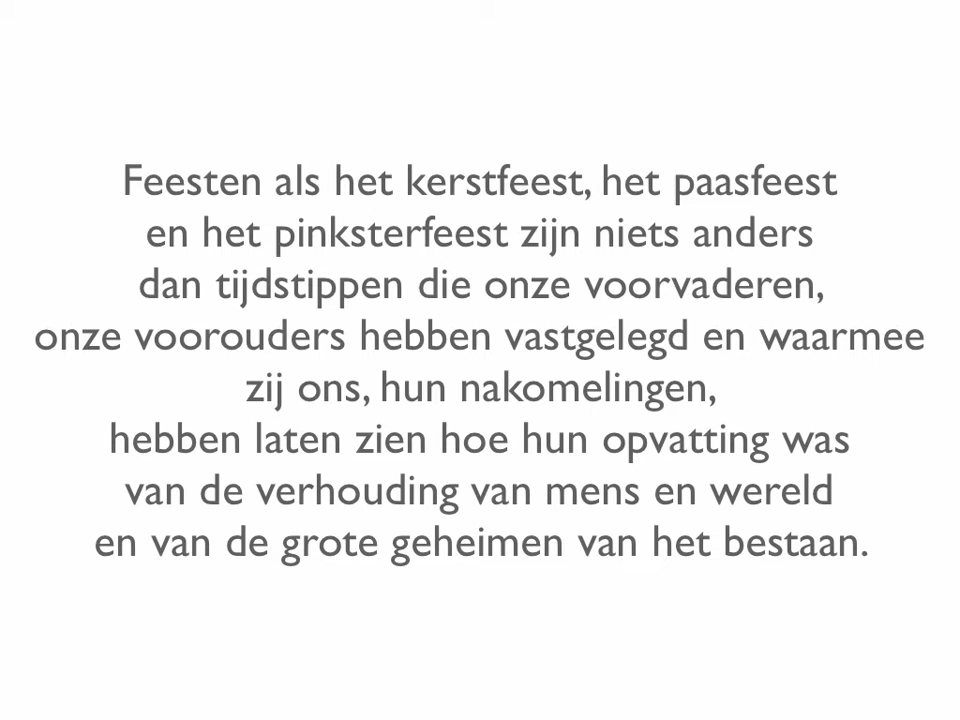 Feesten als het kerstfeest, het paasfeest
en het pinksterfeest zijn niets anders
dan tijdstippen die onze voorvaderen,
onze voorouders hebben vastgelegd en waarmee
zij ons, hun nakomelingen,
hebben laten zien hoe hun opvatting was
van de verhouding van mens en wereld
en van de grote geheimen van het bestaan.